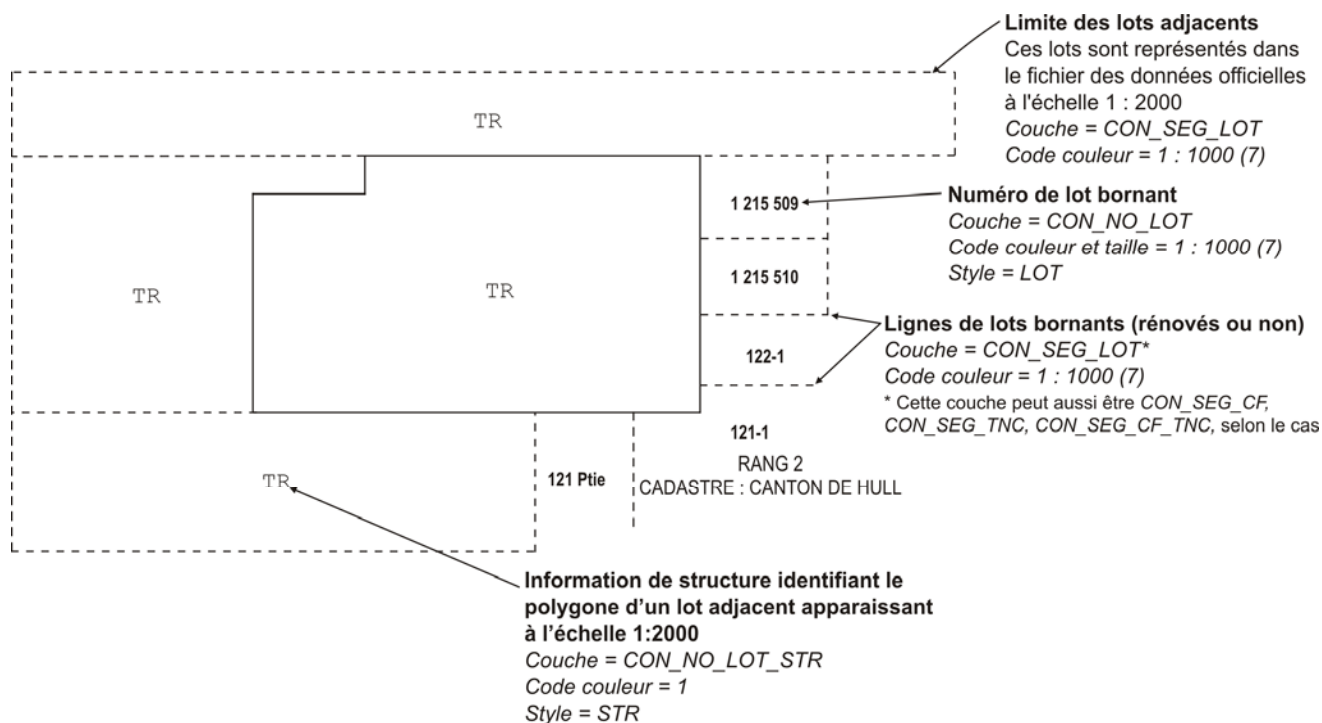 Limite des lots adjacents
Ces lots sont représentés dans
le fichier des données officielles
à l'échelle 1 : 2000
Couche = CON_SEG_LOT
Code couleur = 1 : 1000 (7)
TR
1 215 509
Numéro de lot bornant
Couche = CON_NO_LOT
Code couleur et taille = 1 : 1000 (7)
Style = LOT
TR
TR
1 215 510
Lignes de lots bornants (rénovés ou non)
Couche = CON_SEG_LOT*
Code couleur = 1 : 1000 (7)
* Cette couche peut aussi être CON_SEG_CF,
CON_SEG_TNC, CON_SEG_CF_TNC, selon le cas
122-1
121-1
RANG 2
CADASTRE : CANTON DE HULL
TR
121 Ptie
Information de structure identifiant le
polygone d’un lot adjacent apparaissant
à l’échelle 1:2000
Couche = CON_NO_LOT_STR
Code couleur = 1
Style = STR